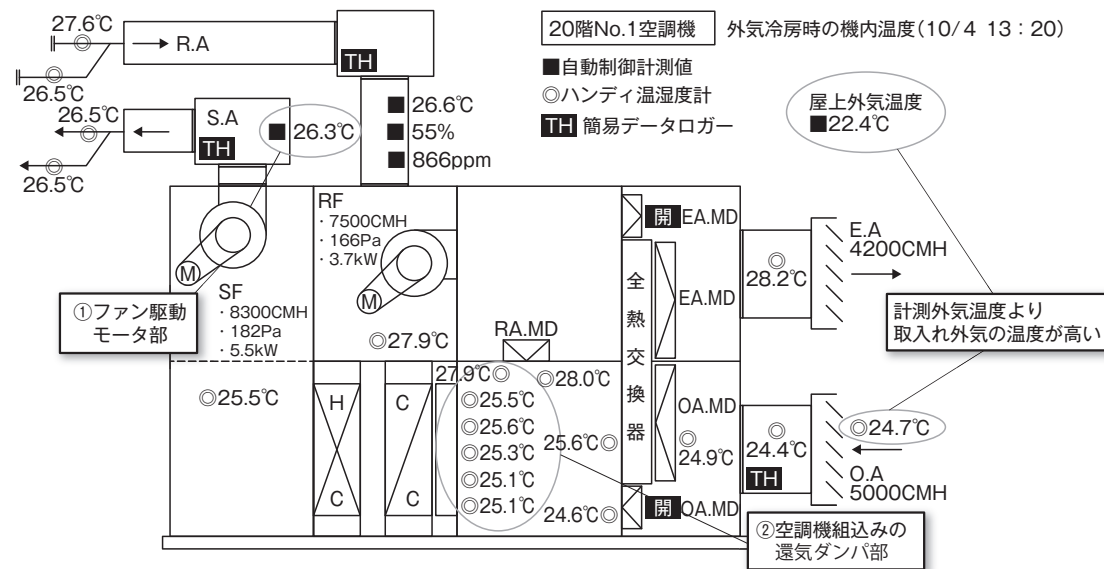 20階No.1空調機 外気冷房時の機内温度(10/4 13:20)
■自動制御計測値
◎ハンディ温湿度計
TH 簡易データロガー
27.6℃
R.A
26.5℃
TH
26.5℃
S.A
TH
■ 26.3℃
26.5℃
■ 26.6℃
■ 55%
■ 866ppm
屋上外気温度
■22.4℃
RF
・7500CMH
・166Pa
・3.7kW
M
M
SF
・8300CMH
・182Pa
・5.5kW
①ファン駆動
モータ部
開 EA.MD
EA.MD
全熱交換器
E.A
4200CMH
◎
28.2℃
計測外気温度より
取入れ外気の温度が高い
◎27.9℃
RA.MD
27.9℃◎
◎28.0℃
◎25.5℃
H
C
C
C
◎25.5℃
◎25.6℃
◎25.3℃
◎25.1℃
◎25.1℃
25.6℃◎
24.6℃◎
OA.MD
◎
24.9℃
◎
24.4℃
TH
◎24.7℃
O.A
5000CMH
開 OA.MD
②空調機組込みの
還気ダンパ部